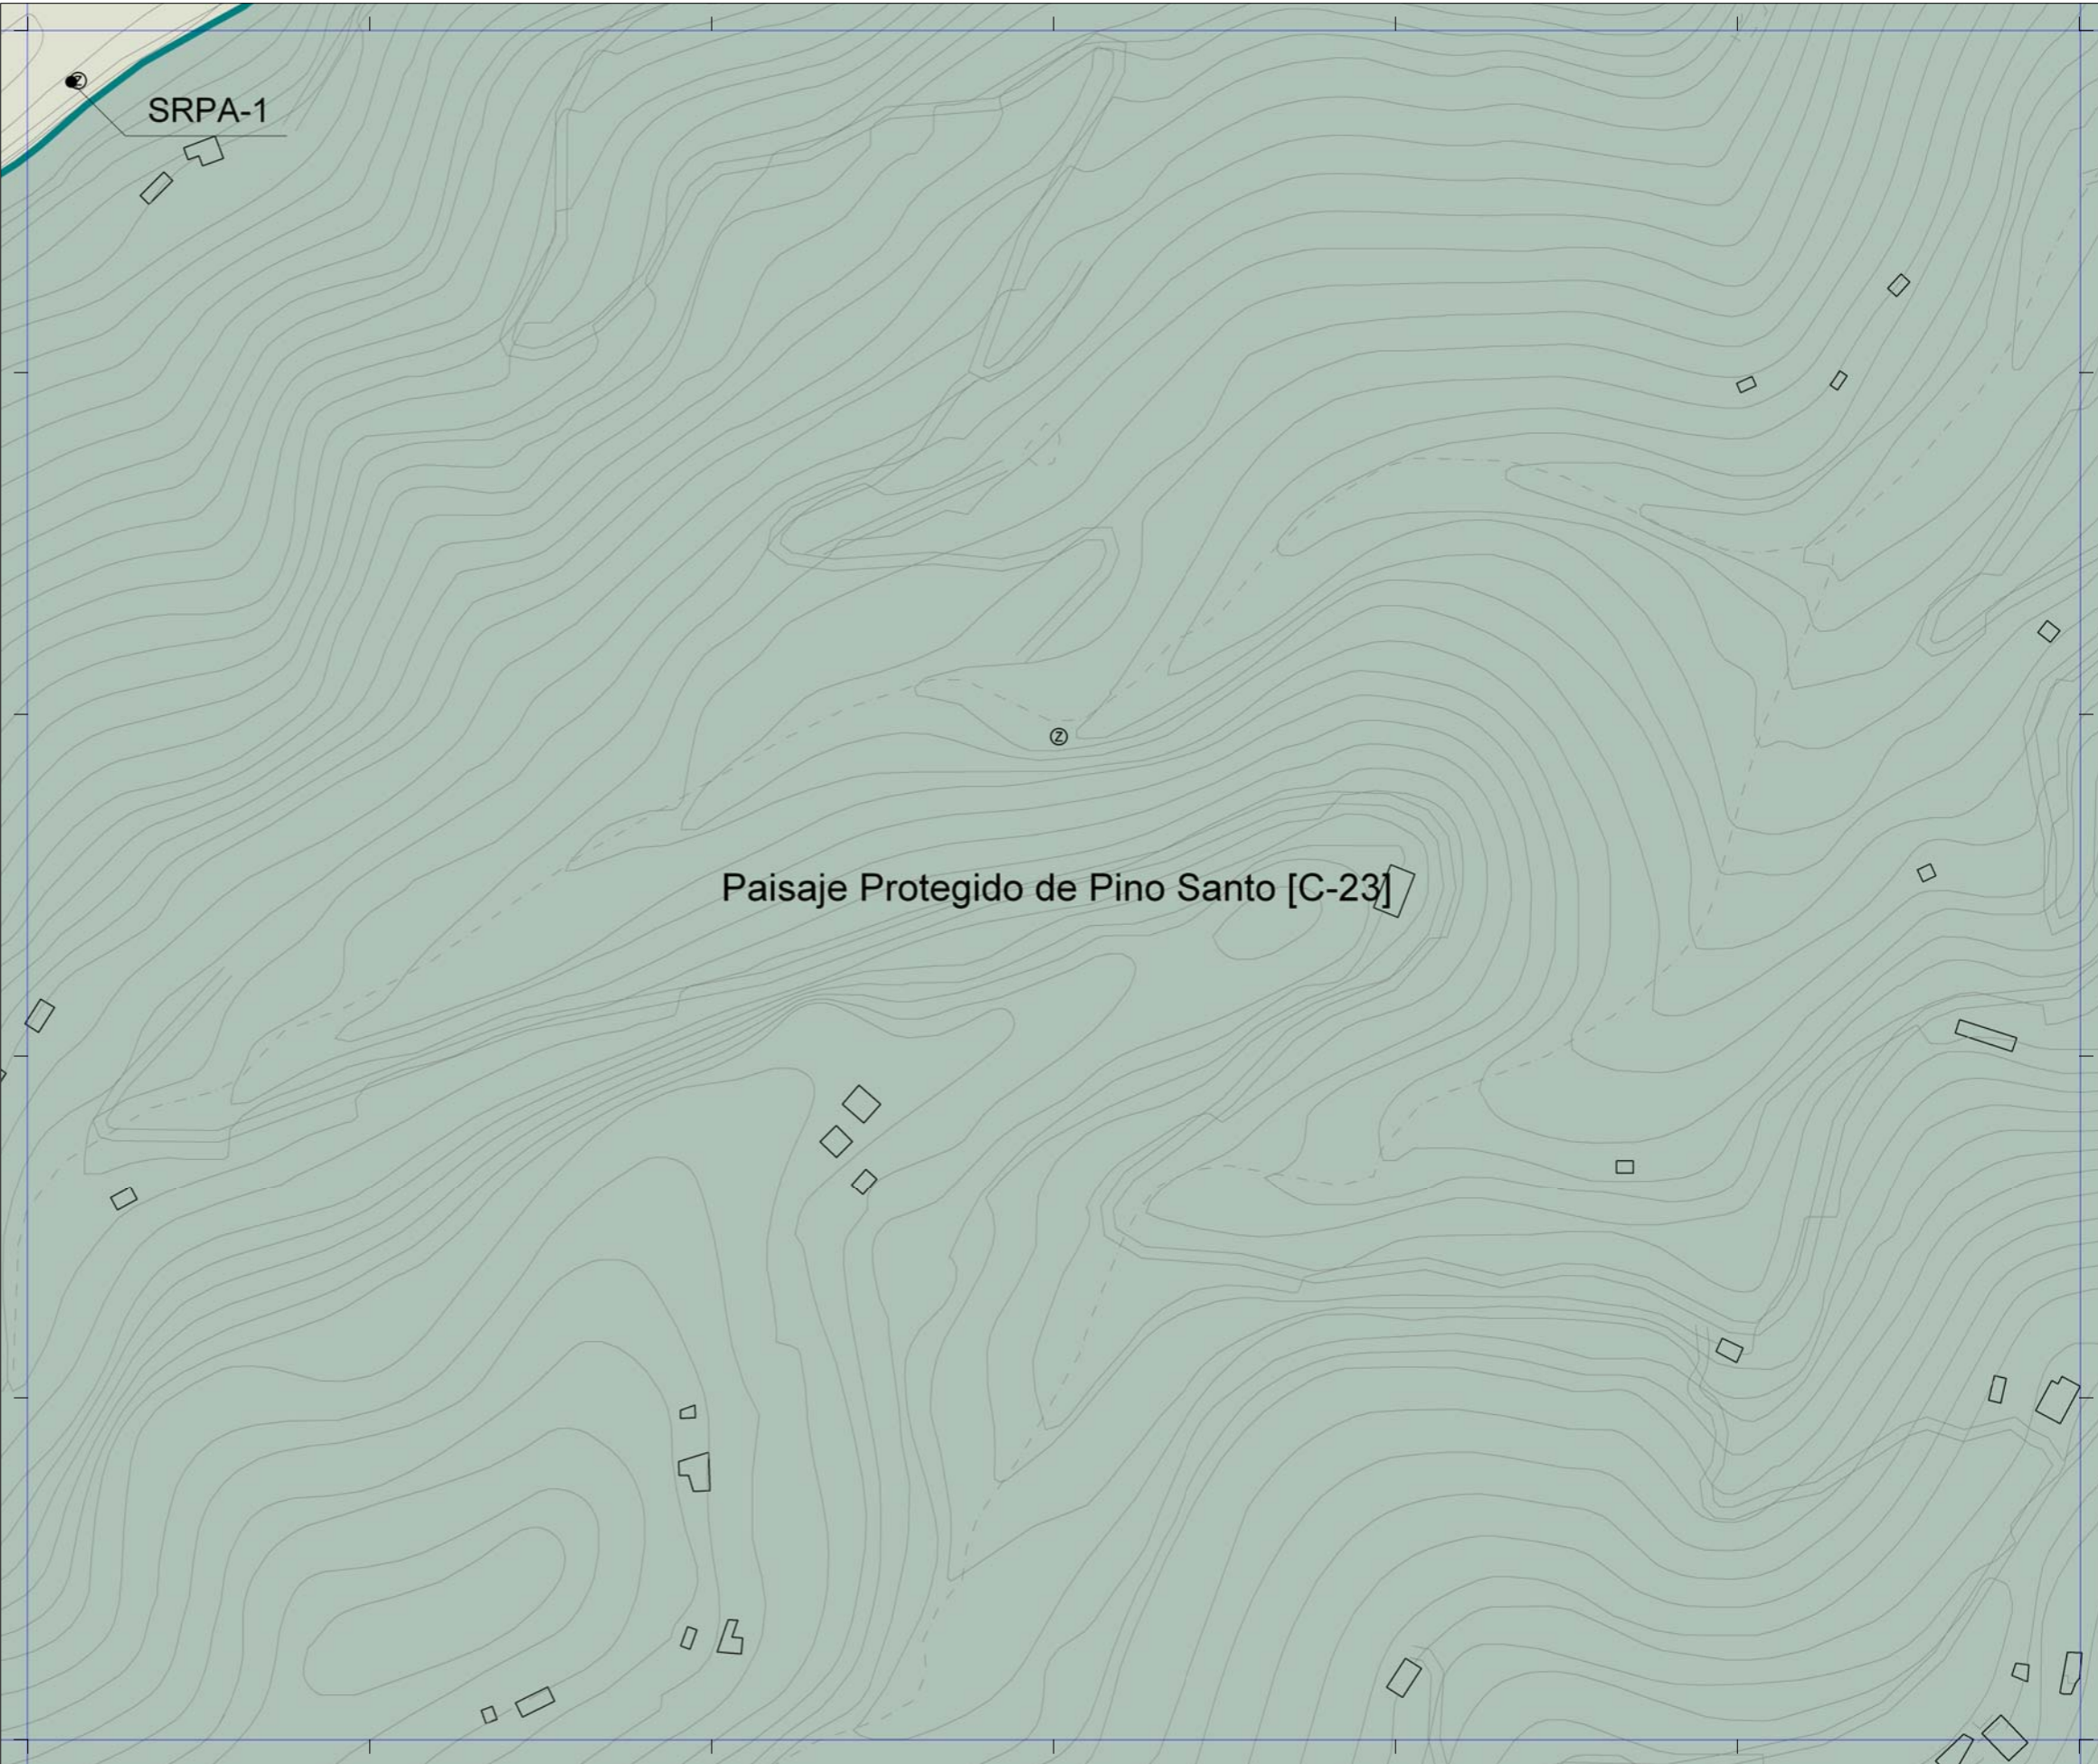 Ⓩ
SRPA-1
Ⓩ
Paisaje Protegido de Pino Santo [C-23]